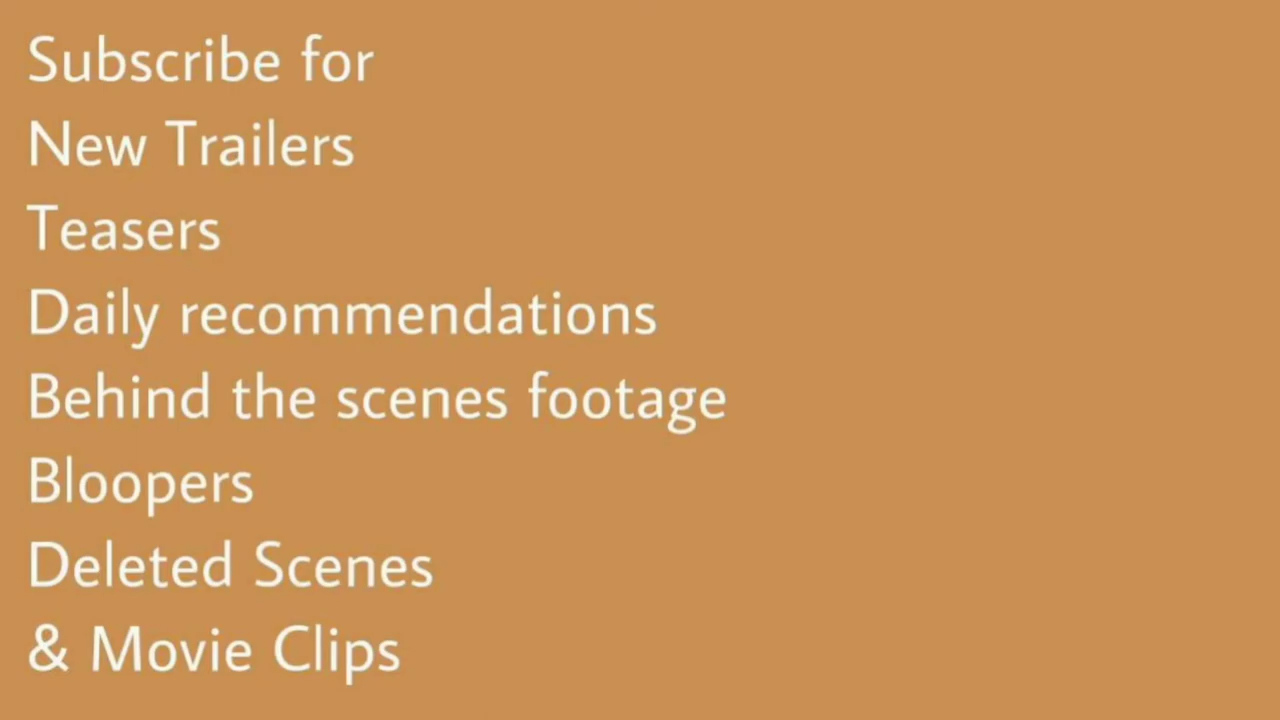 Subscribe for
New Trailers
Teasers
Daily recommendations
Behind the scenes footage
Bloopers
Deleted Scenes
& Movie Clips